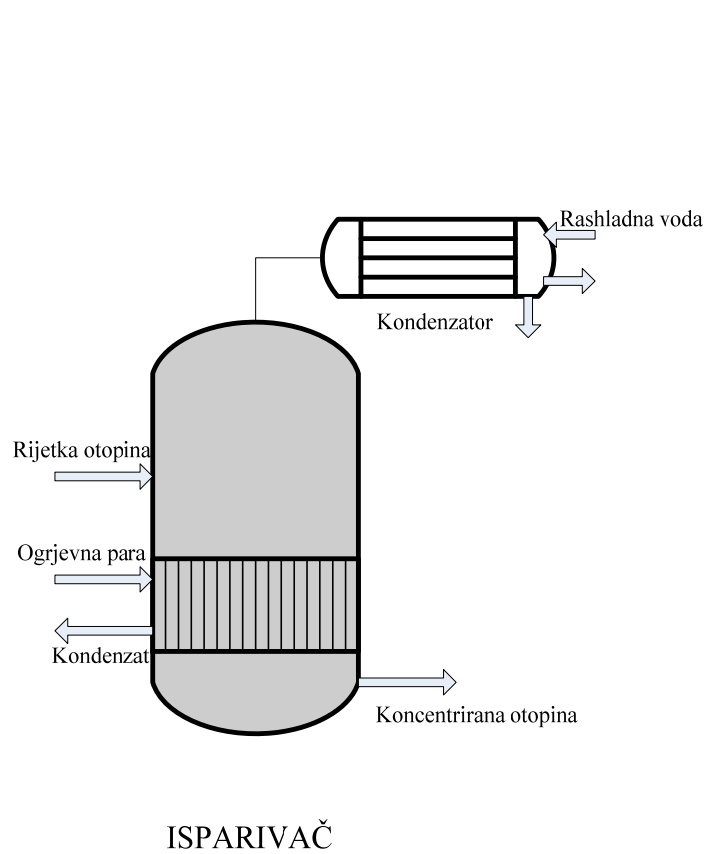 Rashladna voda
Kondenzator
Rijetka otopina
Ogrjevna para
Kondenzat
Koncentrirana otopina
ISPARIVAČ